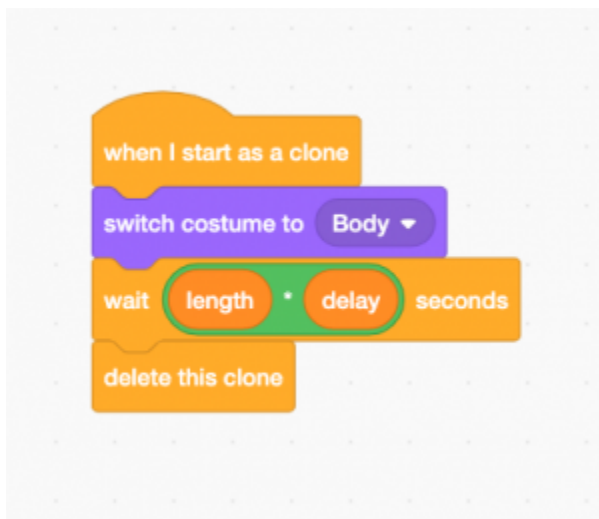 when I start as a clone
switch costume to Body
wait length * delay seconds
delete this clone